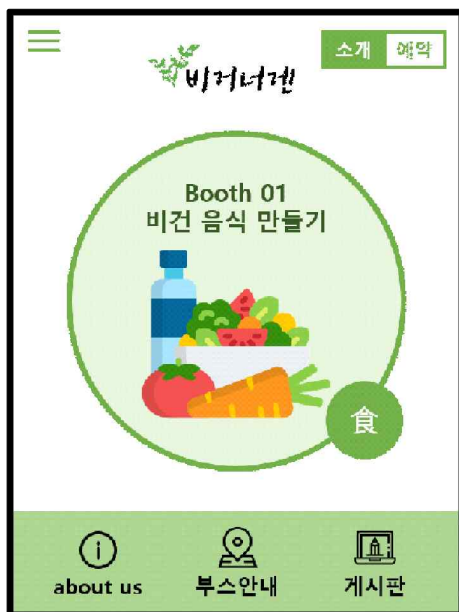 소개 예약
비거너겐
Booth 01
비건 음식 만들기
食
about us 부스안내 게시판